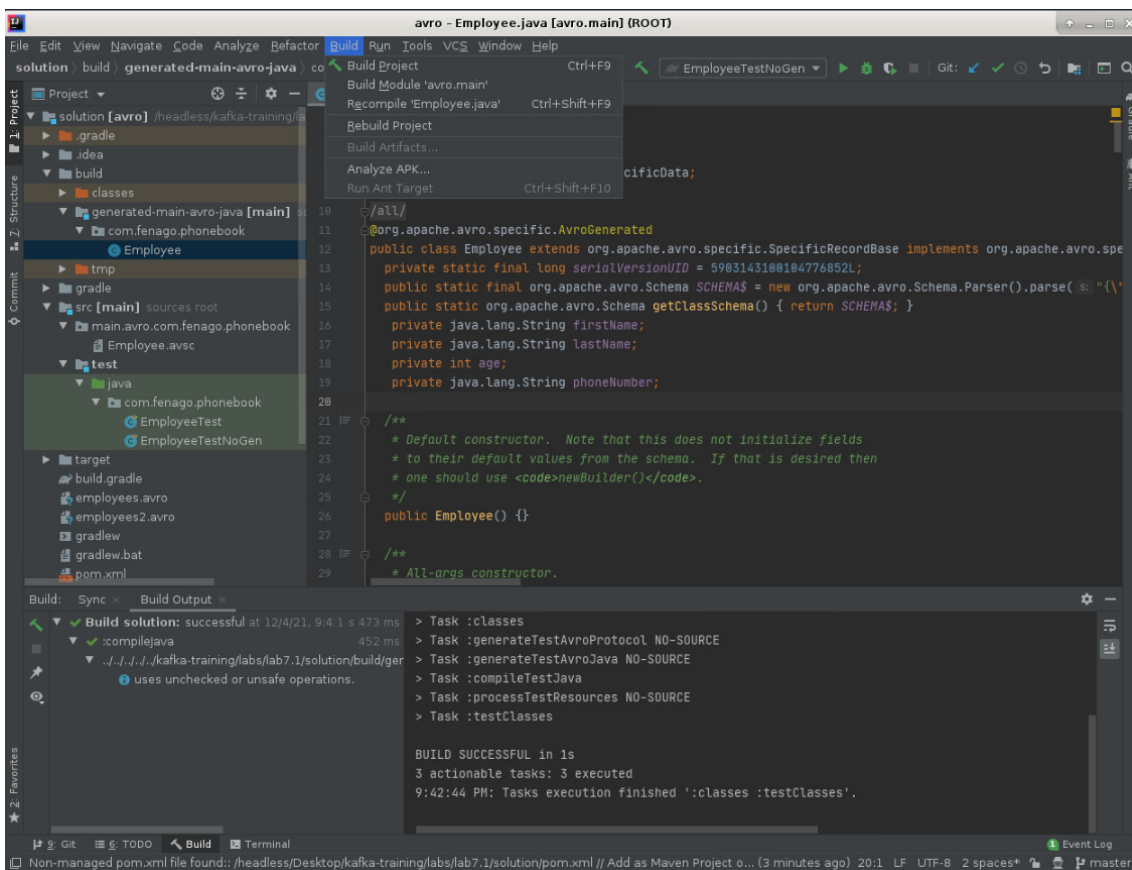 avro - Employee.java [avro.main] (ROOT)
File Edit View Navigate Code Analyze Refactor Build Run Tools VCS Window Help
solution build generated-main-avro-java co
EmployeeTestNoGen Git:
Build Project Ctrl+F9
Build Module 'avro.main'
Recompile 'Employee.java' Ctrl+Shift+F9
Rebuild Project
Build Artifacts...
Analyze APK...
Run Ant Target Ctrl+Shift+F10
1: Project
Z: Structure
Commit
2: Favorites
Project
solution [avro] /headless/kafka-training/la
.gradle
.idea
build
classes
generated-main-avro-java [main]
com.fenago.phonebook
Employee
tmp
gradle
src [main] sources root
main.avro.com.fenago.phonebook
Employee.avsc
test
java
com.fenago.phonebook
EmployeeTest
EmployeeTestNoGen
target
build.gradle
employees.avro
employees2.avro
gradlew
gradlew.bat
pom.xml
cificData;
10 /all/
11 @org.apache.avro.specific.AvroGenerated
12 public class Employee extends org.apache.avro.specific.SpecificRecordBase implements org.apache.avro.spe
13 private static final long serialVersionUID = 5903143100104776852L;
14 public static final org.apache.avro.Schema SCHEMA$ = new org.apache.avro.Schema.Parser().parse( s: "{\"
15 public static org.apache.avro.Schema getClassSchema() { return SCHEMA$; }
16 private java.lang.String firstName;
17 private java.lang.String lastName;
18 private int age;
19 private java.lang.String phoneNumber;
20
21 /**
22 * Default constructor. Note that this does not initialize fields
23 * to their default values from the schema. If that is desired then
24 * one should use <code>newBuilder()</code>.
25 */
26 public Employee() {}
27
28 /**
29 * All-args constructor.
Build: Sync Build Output
Build solution: successful at 12/4/21, 9:4 1 s 473 ms
:compileJava 452 ms
../../../../../kafka-training/labs/lab7.1/solution/build/ger
uses unchecked or unsafe operations.
> Task :classes
> Task :generateTestAvroProtocol NO-SOURCE
> Task :generateTestAvroJava NO-SOURCE
> Task :compileTestJava
> Task :processTestResources NO-SOURCE
> Task :testClasses
BUILD SUCCESSFUL in 1s
3 actionable tasks: 3 executed
9:42:44 PM: Tasks execution finished ':classes :testClasses'.
9: Git 6: TODO Build Terminal 1 Event Log
Non-managed pom.xml file found:: /headless/Desktop/kafka-training/labs/lab7.1/solution/pom.xml // Add as Maven Project o... (3 minutes ago) 20:1 LF UTF-8 2 spaces* master